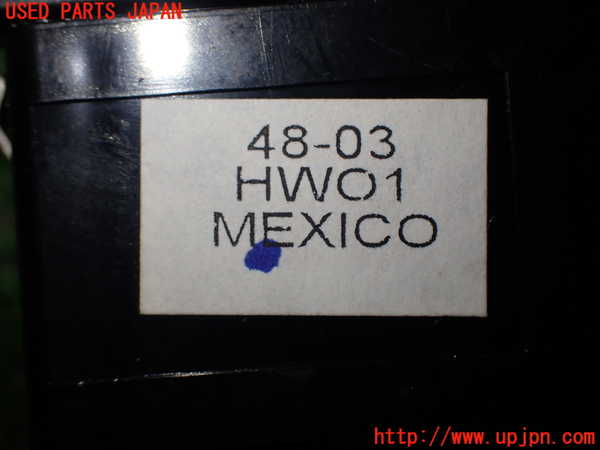 USED PARTS JAPAN
48-03
HW01
MEXICO
http://www.upjpn.com/